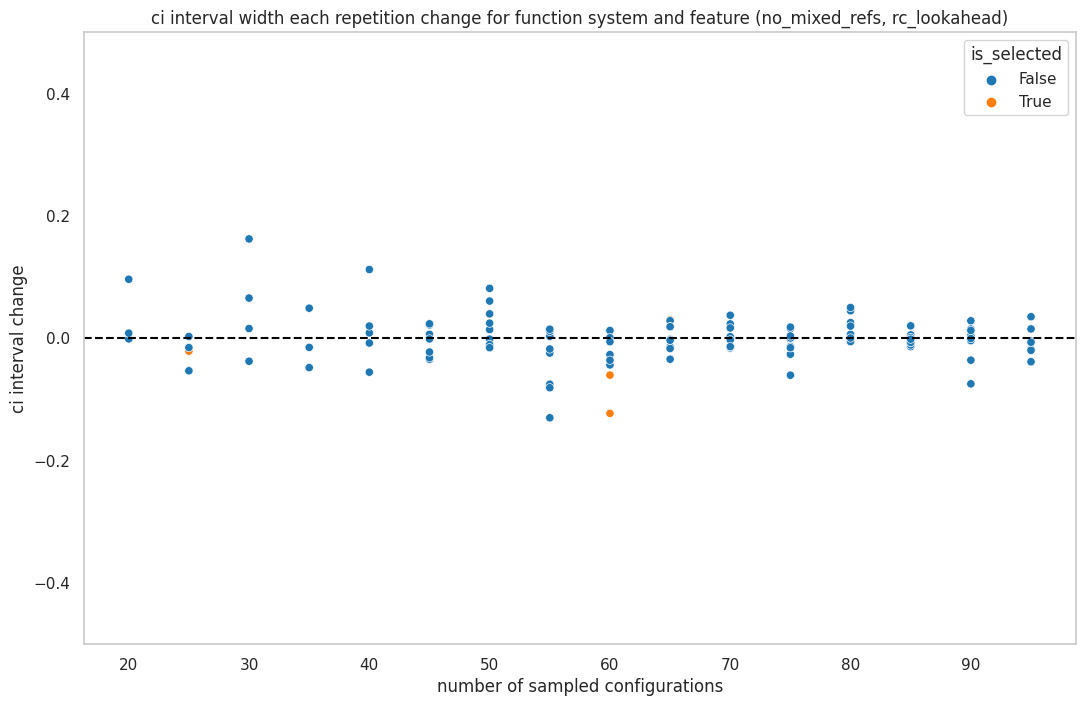 ci interval width each repetition change for function system and feature (no_mixed_refs, rc_lookahead)
is_selected
False
True
ci interval change
0.4
0.2
0.0
−0.2
−0.4
20 30 40 50 60 70 80 90
number of sampled configurations